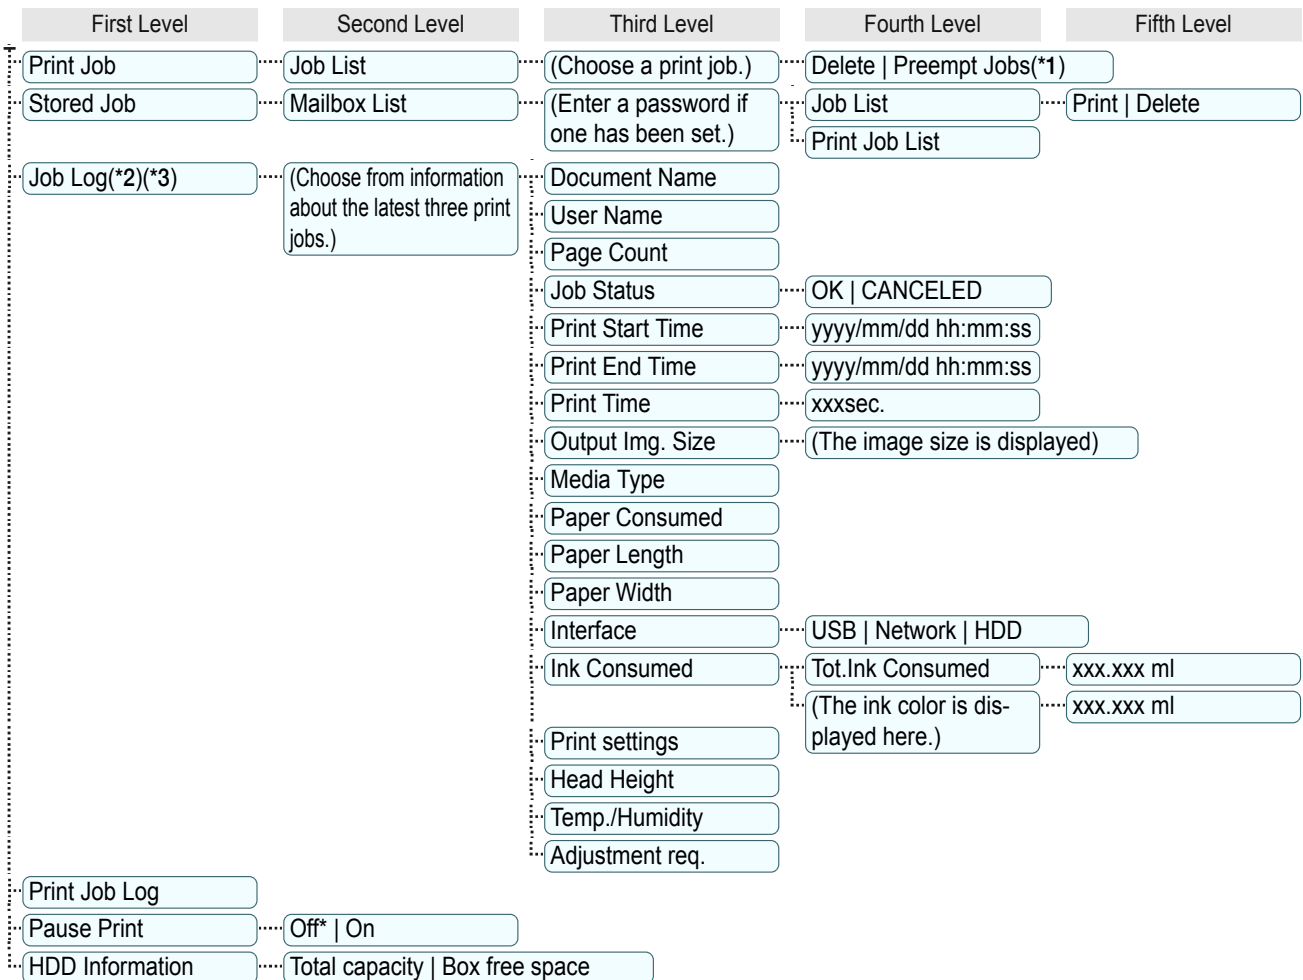 First Level Second Level Third Level Fourth Level Fifth Level
Print Job Job List (Choose a print job.) Delete | Preempt Jobs(*1)
Stored Job Mailbox List (Enter a password if
one has been set.)
Job List Print | Delete
Print Job List
Job Log(*2)(*3) (Choose from information
about the latest three print
jobs.)
Document Name
User Name
Page Count
Job Status OK | CANCELED
Print Start Time yyyy/mm/dd hh:mm:ss
Print End Time yyyy/mm/dd hh:mm:ss
Print Time xxxsec.
Output Img. Size (The image size is displayed)
Media Type
Paper Consumed
Paper Length
Paper Width
Interface USB | Network | HDD
Ink Consumed Tot.Ink Consumed xxx.xxx ml
(The ink color is dis-
played here.)
xxx.xxx ml
Print settings
Head Height
Temp./Humidity
Adjustment req.
Print Job Log
Pause Print Off* | On
HDD Information Total capacity | Box free space